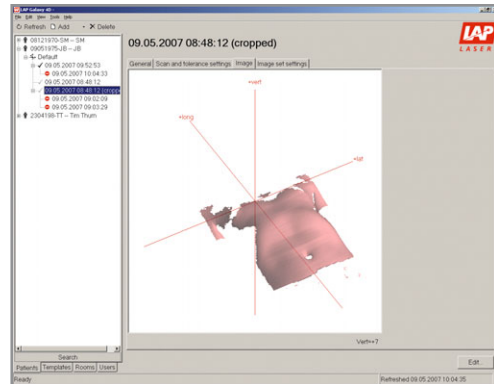 LAP Galaxy 4D -
File Edit View Tools Help
Refresh Add - Delete
08121970-SM -- SM
09051975-JB -- JB
Default
09.05.2007 09:52:53
09.05.2007 10:04:33
09.05.2007 08:48:12
09.05.2007 08:48:12 (cropp
09.05.2007 09:02:09
09.05.2007 09:03:29
2304198-TT -- Tim Thurn
Search
Patients Templates Rooms Users
Ready
09.05.2007 08:48:12 (cropped)
LAP
LASER
General Scan and tolerance settings Image Image set settings
+vert
+long
+lat
Edit...
Refreshed 09.05.2007 10:04:35